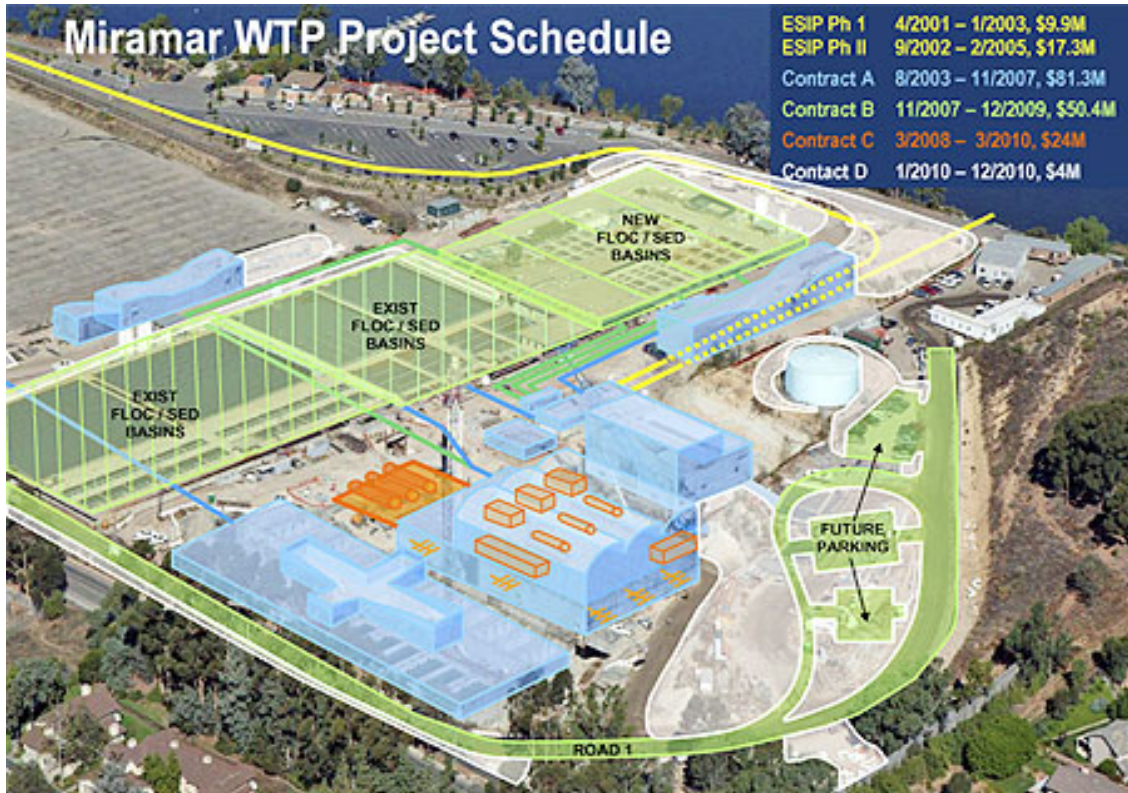 Miramar WTP Project Schedule
ESIP Ph 1 4/2001 – 1/2003, $9.9M
ESIP Ph II 9/2002 – 2/2005, $17.3M
Contract A 8/2003 – 11/2007, $81.3M
Contract B 11/2007 – 12/2009, $50.4M
Contract C 3/2008 – 3/2010, $24M
Contact D 1/2010 – 12/2010, $4M
NEW
FLOC / SED
BASINS
EXIST
FLOC / SED
BASINS
EXIST
FLOC / SED
BASINS
FUTURE
PARKING
ROAD 1